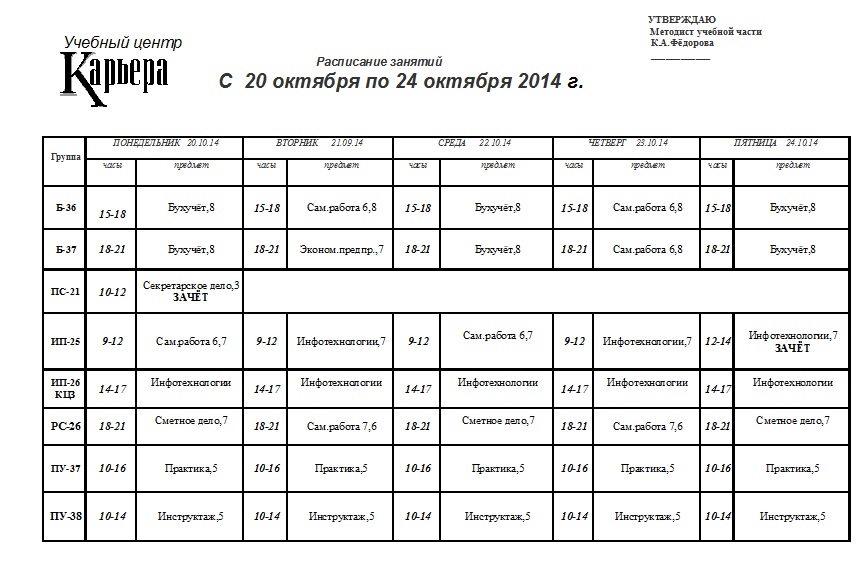 УТВЕРЖДАЮ
Методист учебной части
К.А.Фёдорова
____________
Учебный центр
Карьера
Расписание занятий
С 20 октября по 24 октября 2014 г.
Группа ПОНЕДЕЛЬНИК 20.10.14 ВТОРНИК 21.09.14 СРЕДА 22.10.14 ЧЕТВЕРГ 23.10.14 ПЯТНИЦА 24.10.14
часы предмет часы предмет часы предмет часы предмет часы предмет
Б-36 15-18 Бухучёт,8 15-18 Сам.работа 6,8 15-18 Бухучёт,8 15-18 Сам.работа 6,8 15-18 Бухучёт,8
Б-37 18-21 Бухучёт,8 18-21 Эконом.предпр.,7 18-21 Бухучёт,8 18-21 Сам.работа 6,8 18-21 Бухучёт,8
ПС-21 10-12 Секретарское дело,3
ЗАЧЁТ
ИП-25 9-12 Сам.работа 6,7 9-12 Инфотехнологии,7 9-12 Сам.работа 6,7 9-12 Инфотехнологии,7 12-14 Инфотехнологии,7
ЗАЧЁТ
ИП-26 14-17 Инфотехнологии 14-17 Инфотехнологии 14-17 Инфотехнологии 14-17 Инфотехнологии 14-17 Инфотехнологии
КЦЗ
РС-26 18-21 Сметное дело,7 18-21 Сам.работа 7,6 18-21 Сметное дело,7 18-21 Сам.работа 7,6 18-21 Сметное дело,7
ПУ-37 10-16 Практика,5 10-16 Практика,5 10-16 Практика,5 10-16 Практика,5 10-16 Практика,5
ПУ-38 10-14 Инструктаж,5 10-14 Инструктаж,5 10-14 Инструктаж,5 10-14 Инструктаж,5 10-14 Инструктаж,5